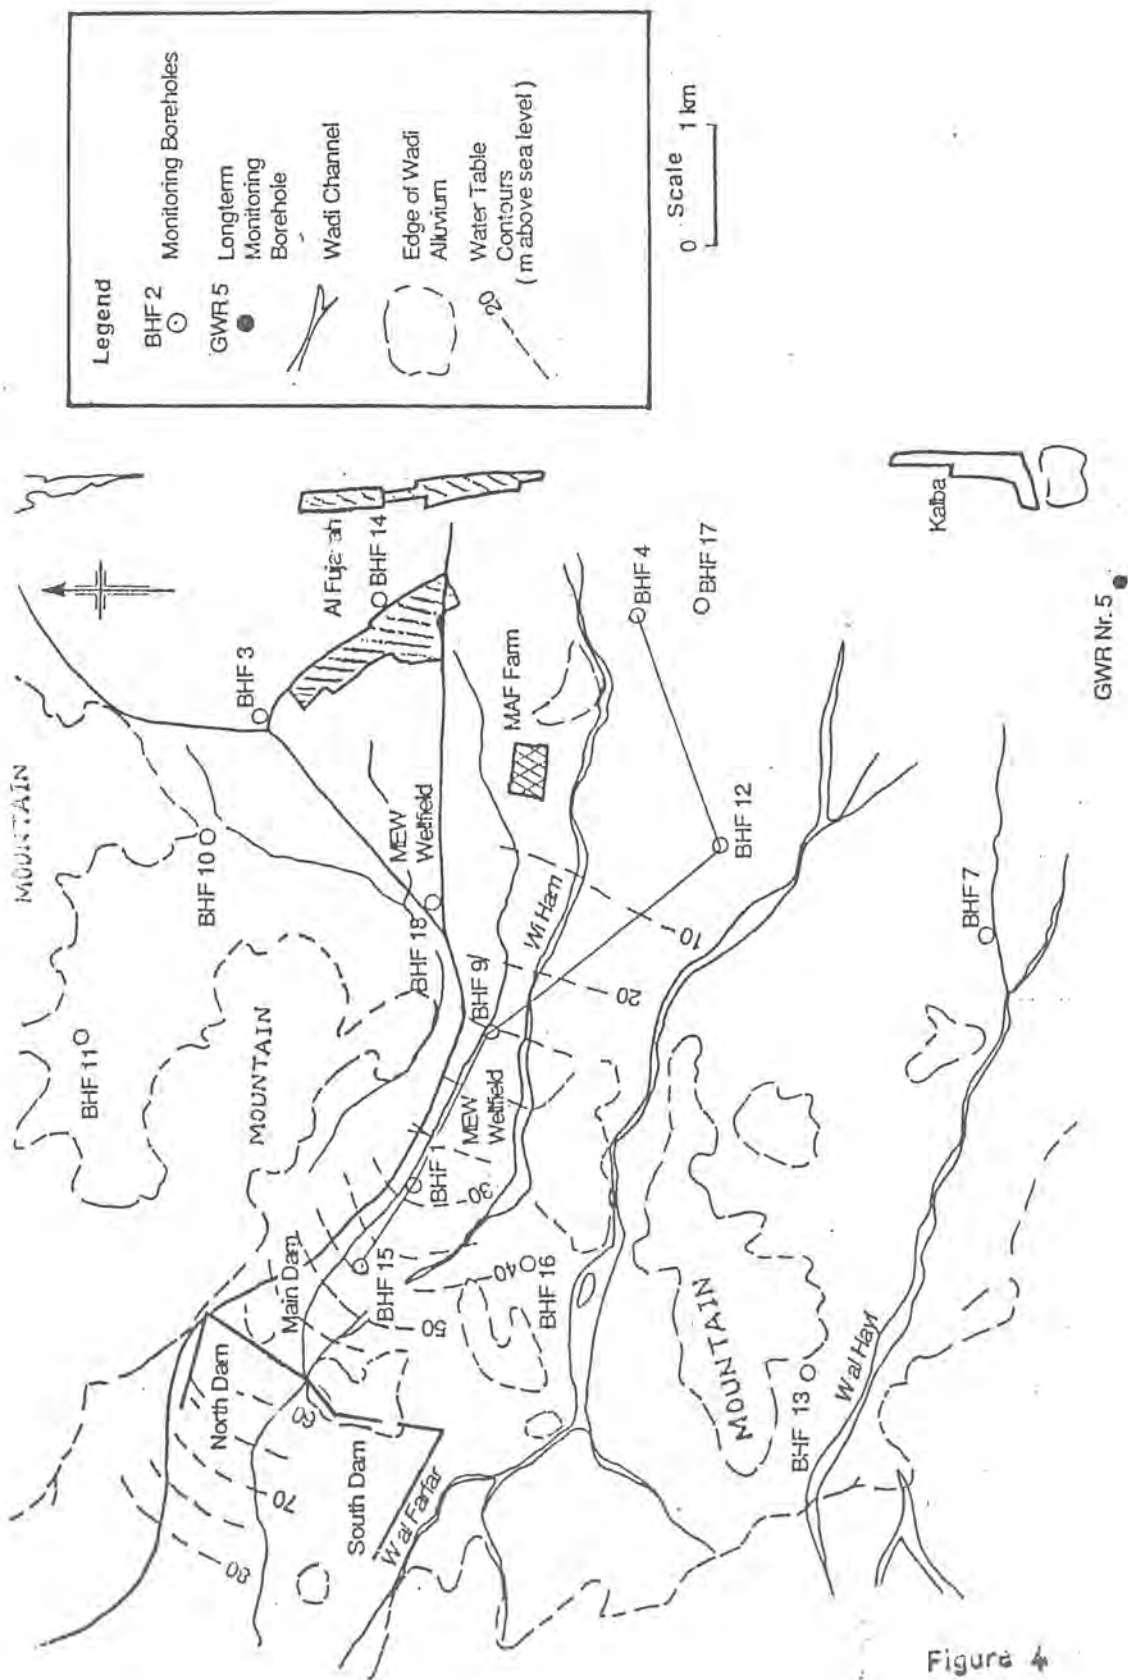 Legend
BHF 2
Monitoring Boreholes
GWR 5
Longterm
Monitoring
Borehole
Wadi Channel
Edge of Wadi
Alluvium
20
Water Table
Contours
( m above sea level )
0 Scale 1 km
MOUNTAIN
BHF 11
MOUNTAIN
BHF 10
BHF 3
Al Fuja
BHF 14
North Dam
Main Dam
BHF 18
MEW
Wellfield
80
70
60
South Dam
50
BHF 15
BHF 1
30
MEW
Wellfield
BHF 9
MAF Farm
W al Farfar
40
BHF 16
20
Wi Ham
10
BHF 4
BHF 17
BHF 12
MOUNTAIN
BHF 13
W al Hayl
BHF 7
Kalba
GWR Nr. 5
Figure 4